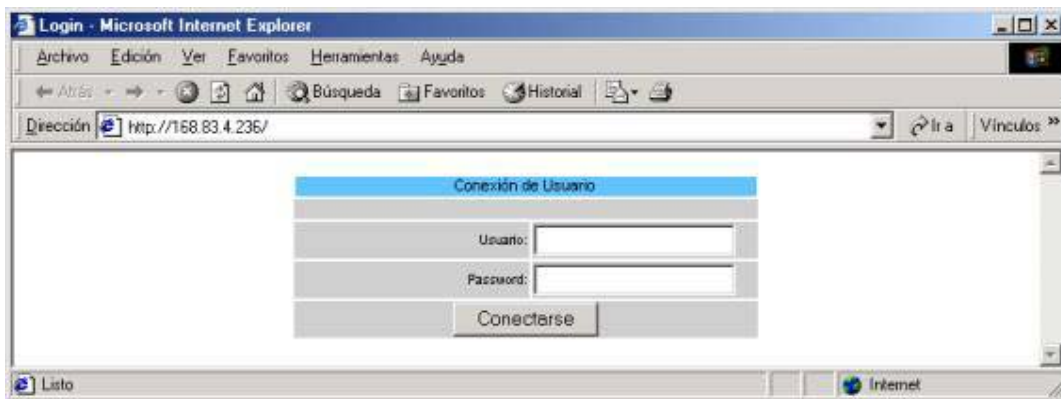 Login - Microsoft Internet Explorer
Archivo Edición Ver Favoritos Herramientas Ayuda
Atrás Búsqueda Favoritos Historial
Dirección http://168.83.4.236/ Ir a Vínculos »
Conexión de Usuario
Usuario:
Password:
Conectarse
Listo Internet